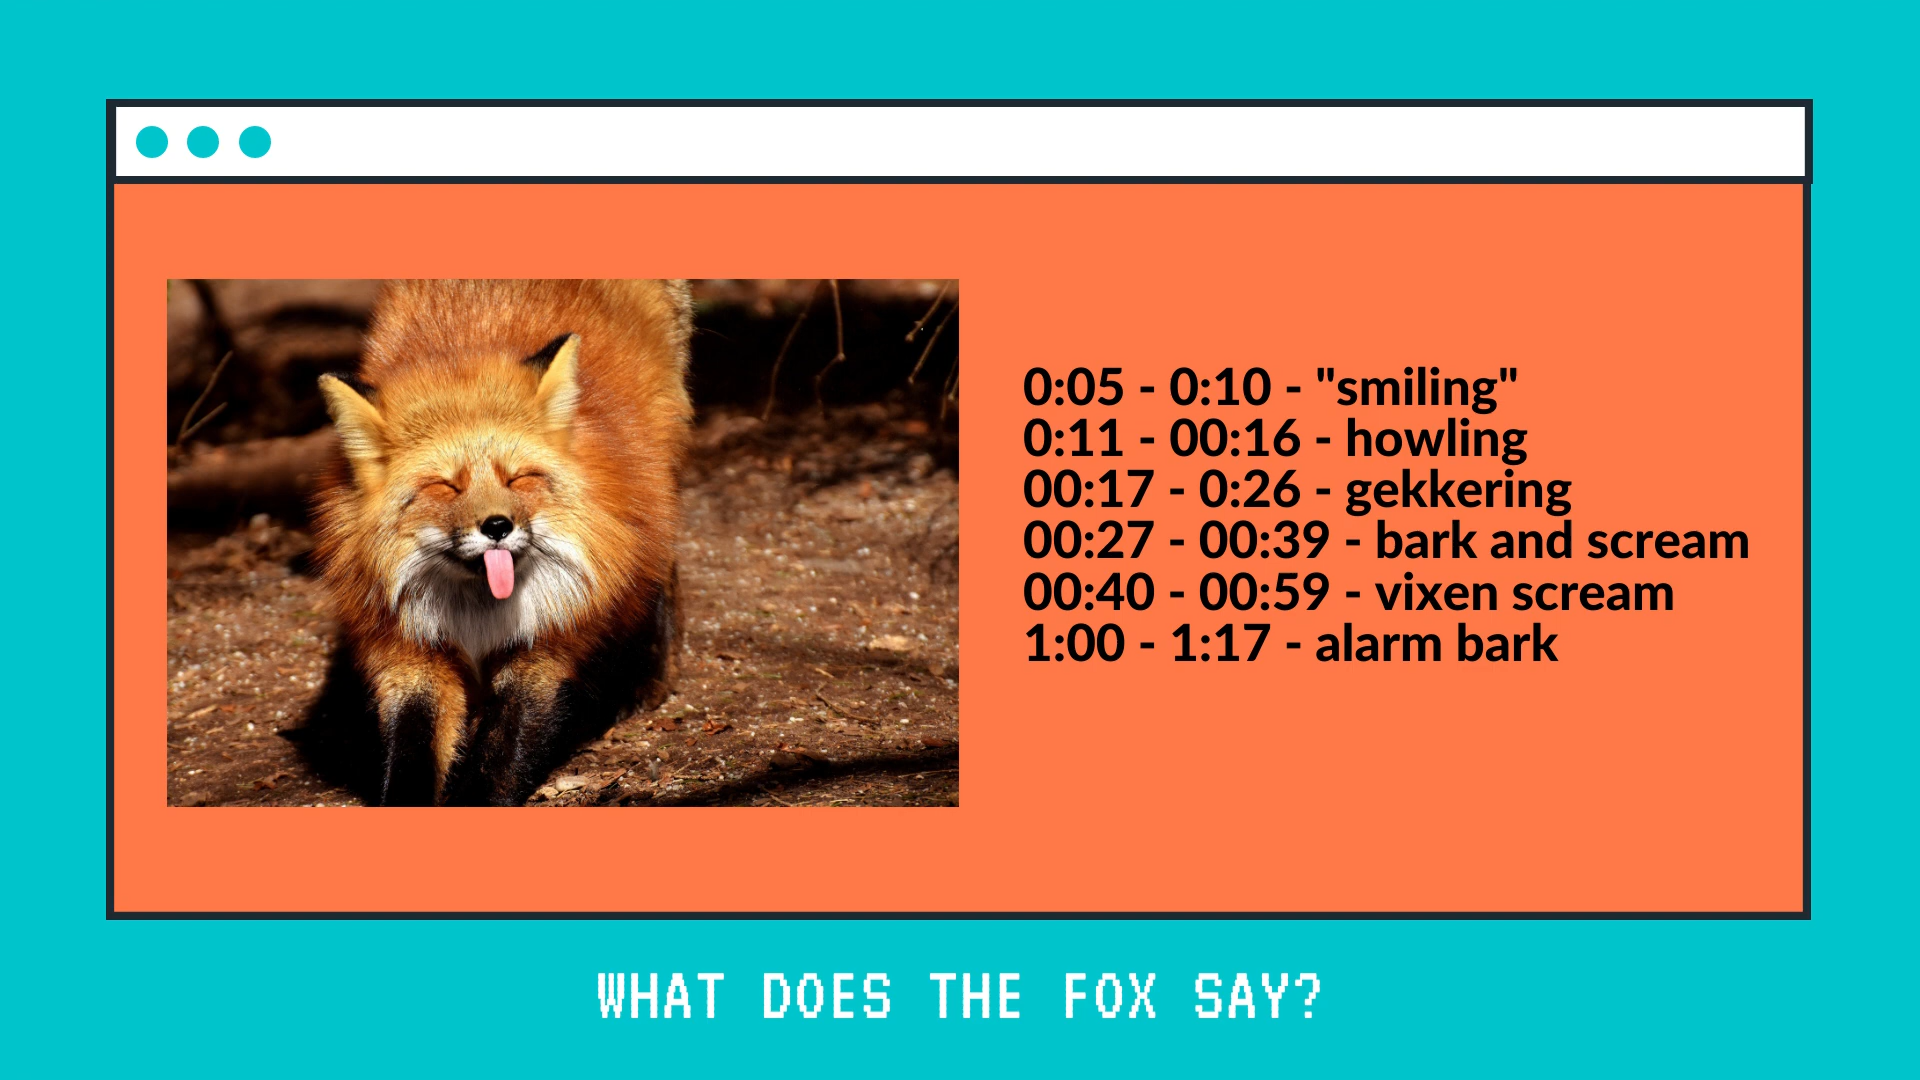 0:05 - 0:10 - "smiling"
0:11 - 00:16 - howling
00:17 - 0:26 - gekkering
00:27 - 00:39 - bark and scream
00:40 - 00:59 - vixen scream
1:00 - 1:17 - alarm bark
WHAT DOES THE FOX SAY?